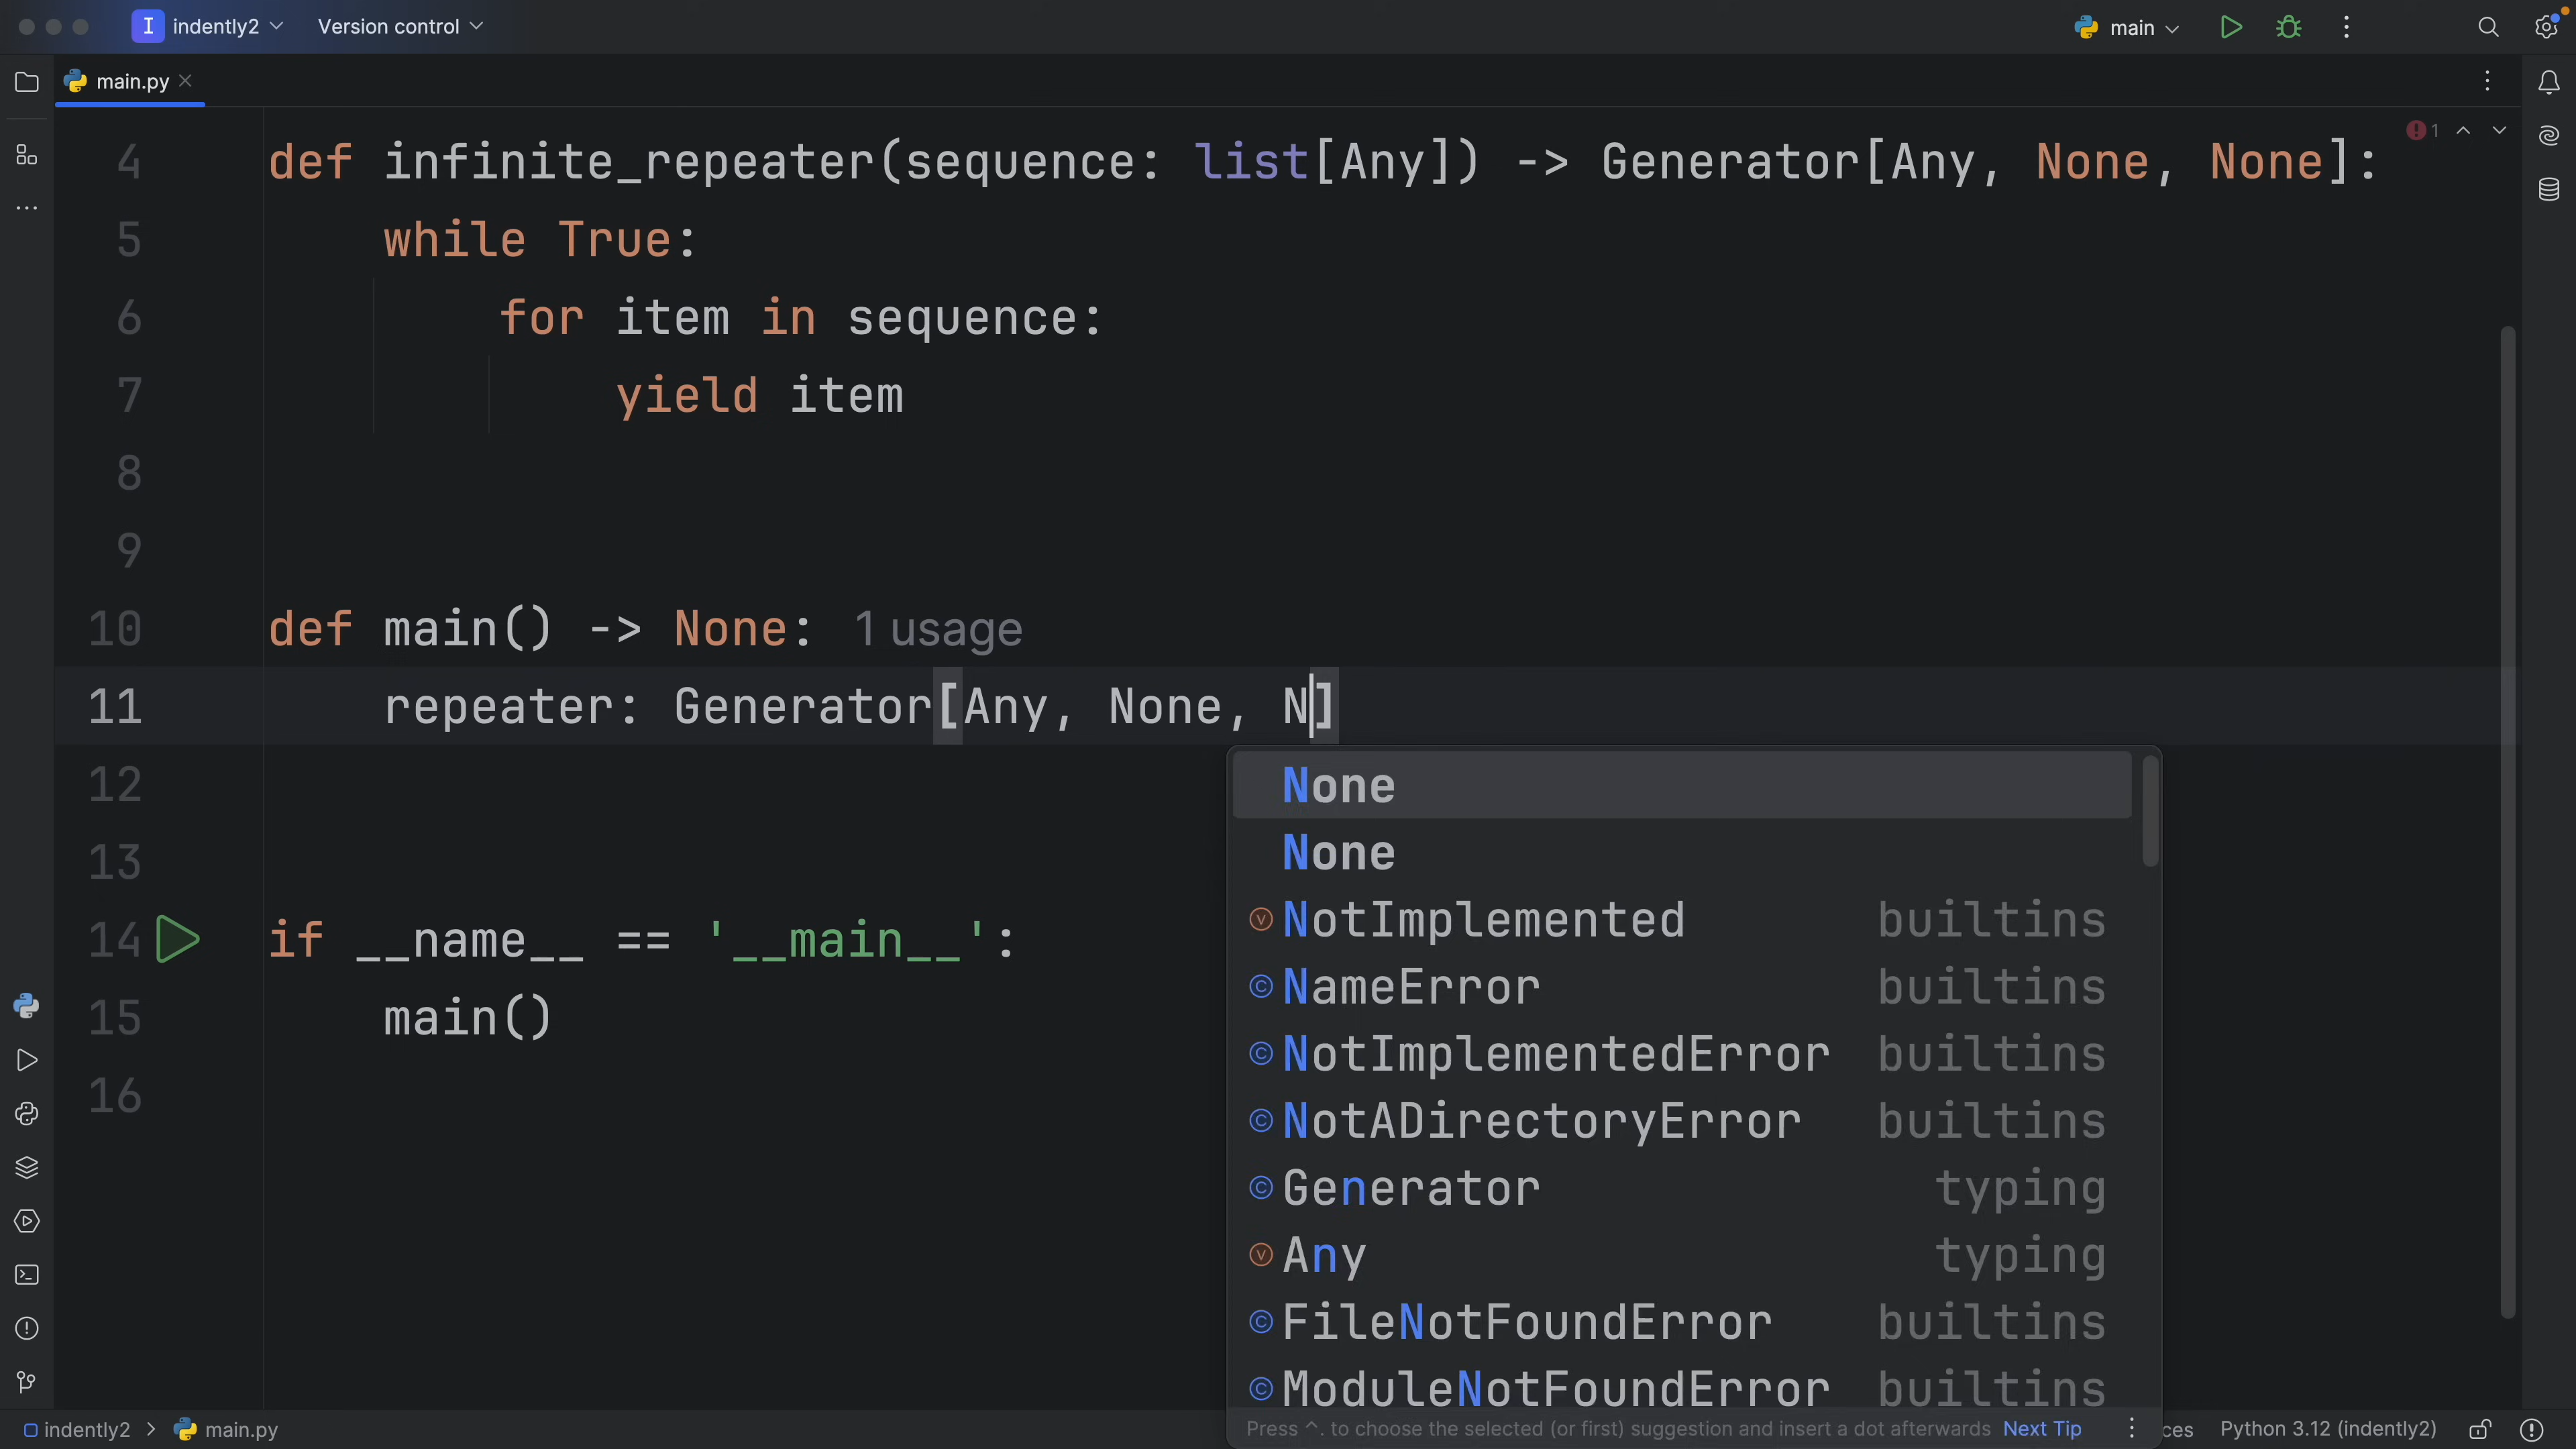 I indently2 Version control main
main.py
1
4 def infinite_repeater(sequence: list[Any]) -> Generator[Any, None, None]:
5 while True:
6 for item in sequence:
7 yield item
8
9
10 def main() -> None: 1 usage
11 repeater: Generator[Any, None, N]
12
13
14 if __name__ == '__main__':
15 main()
16
None
None
NotImplemented builtins
NameError builtins
NotImplementedError builtins
NotADirectoryError builtins
Generator typing
Any typing
FileNotFoundError builtins
ModuleNotFoundError builtins
Press ^. to choose the selected (or first) suggestion and insert a dot afterwards Next Tip
indently2 > main.py ces Python 3.12 (indently2)